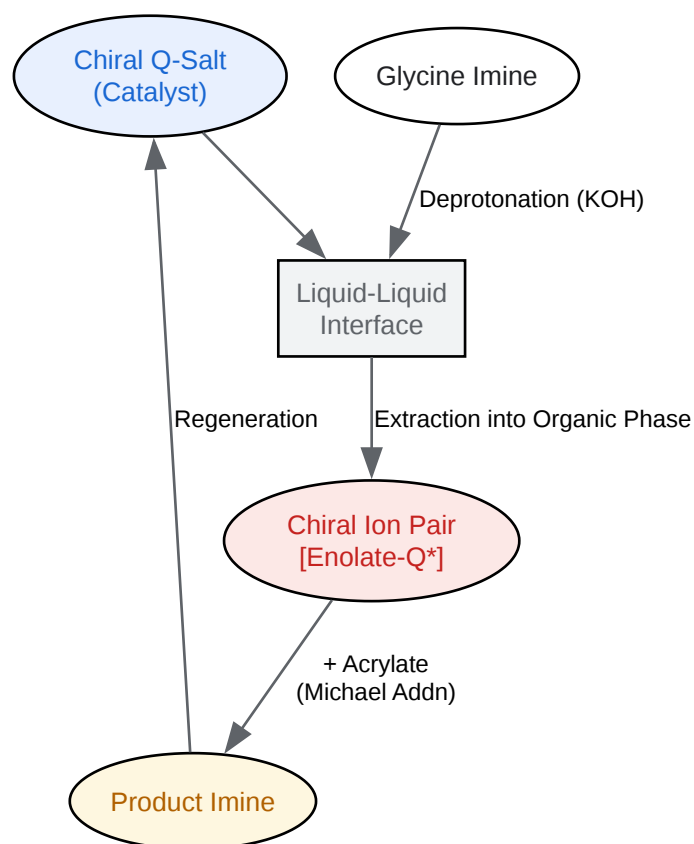 Chiral Q-Salt
(Catalyst)
Glycine Imine
Deprotonation (KOH)
Liquid-Liquid
Interface
Regeneration
Extraction into Organic Phase
Chiral Ion Pair
[Enolate-Q*]
+ Acrylate
(Michael Addn)
Product Imine